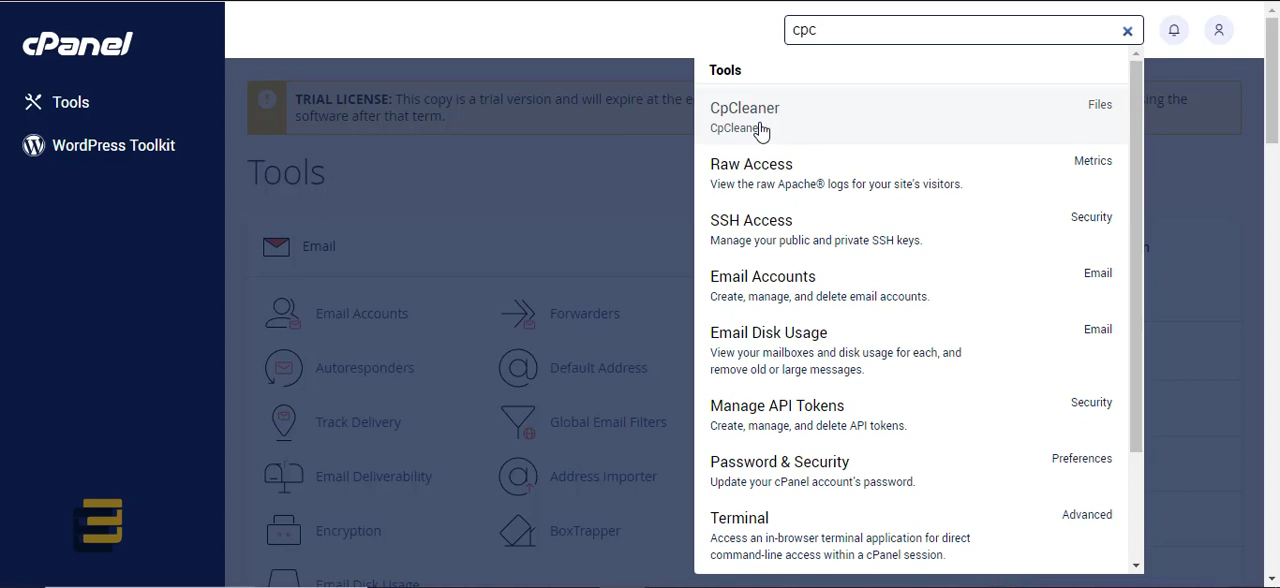 cPanel
cpc
Tools
WordPress Toolkit
TRIAL LICENSE: This copy is a trial version and will expire at the e
ing the
software after that term.
Tools
Email
Email Accounts
Forwarders
Autoresponders
Default Address
Track Delivery
Global Email Filters
Email Deliverability
Address Importer
Encryption
BoxTrapper
Email Disk Usage
Tools
CpCleaner
Files
CpCleaner
Raw Access
Metrics
View the raw Apache® logs for your site's visitors.
SSH Access
Security
Manage your public and private SSH keys.
Email Accounts
Email
Create, manage, and delete email accounts.
Email Disk Usage
Email
View your mailboxes and disk usage for each, and
remove old or large messages.
Manage API Tokens
Security
Create, manage, and delete API tokens.
Password & Security
Preferences
Update your cPanel account's password.
Terminal
Advanced
Access an in-browser terminal application for direct
command-line access within a cPanel session.